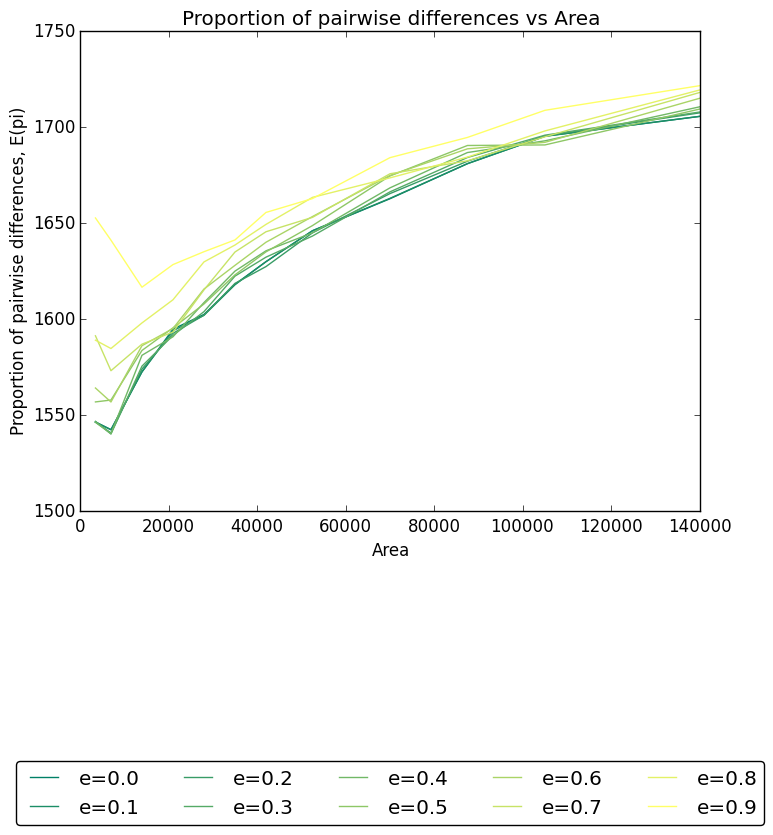 Proportion of pairwise differences vs Area
Proportion of pairwise differences, E(pi)
1750
1700
1650
1600
1550
1500
0 20000 40000 60000 80000 100000 120000 140000
Area
e=0.0 e=0.2 e=0.4 e=0.6 e=0.8
e=0.1 e=0.3 e=0.5 e=0.7 e=0.9